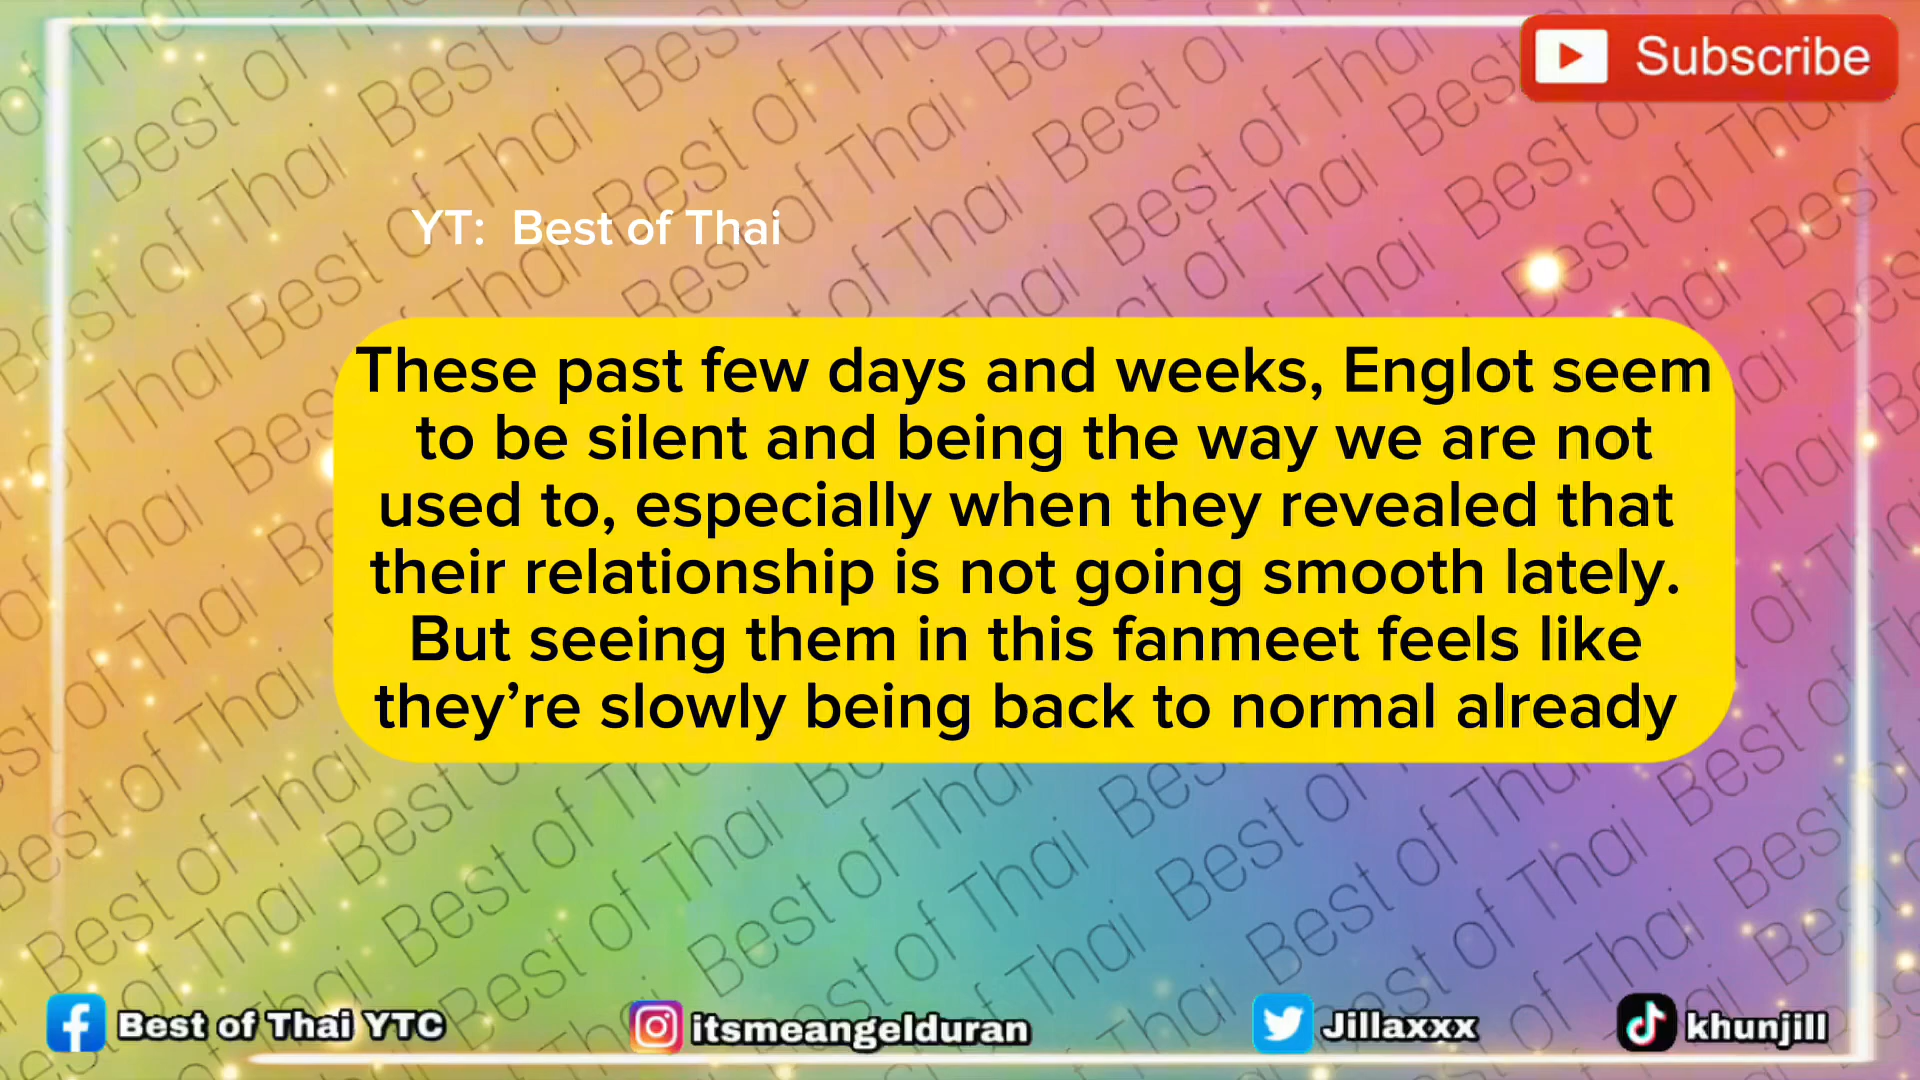 Subscribe
YT: Best of Thai
These past few days and weeks, Englot seem
to be silent and being the way we are not
used to, especially when they revealed that
their relationship is not going smooth lately.
But seeing them in this fanmeet feels like
they’re slowly being back to normal already
Best of Thai YTC
itsmeangelduran
Jillaxxx
khunjill